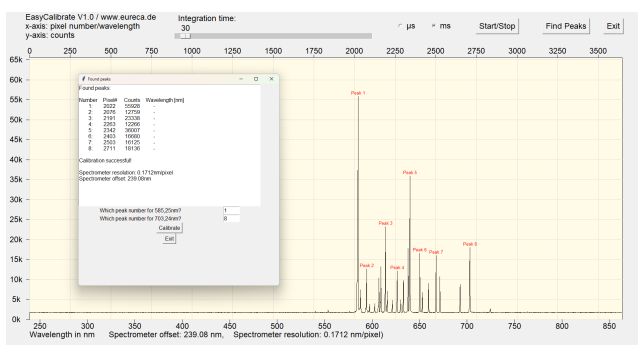 EasyCalibrate V1.0 / www.eureca.de
x-axis: pixel number/wavelength
y-axis: counts
Integration time:
30
µs
ms
Start/Stop
Find Peaks
Exit
0 250 500 750 1000 1250 1500 1750 2000 2250 2500 2750 3000 3250 3500
65k
60k
55k
50k
45k
40k
35k
30k
25k
20k
15k
10k
5k
0k
Found peaks
Found peaks:
Number Pixel# Counts Wavelength [nm]
1: 2022 55928 -
2: 2076 12759 -
3: 2191 23338 -
4: 2263 12266 -
5: 2342 36007 -
6: 2403 16680 -
7: 2503 16125 -
8: 2711 18136 -
Calibration successful!
Spectrometer resolution: 0.1712nm/pixel
Spectrometer offset: 239.08nm
Which peak number for 585,25nm? 1
Which peak number for 703,24nm? 8
Calibrate
Exit
Peak 1
Peak 2
Peak 3
Peak 4
Peak 5
Peak 6
Peak 7
Peak 8
250 300 350 400 450 500 550 600 650 700 750 800 850
Wavelength in nm Spectrometer offset: 239.08 nm, Spectrometer resolution: 0.1712 nm/pixel)